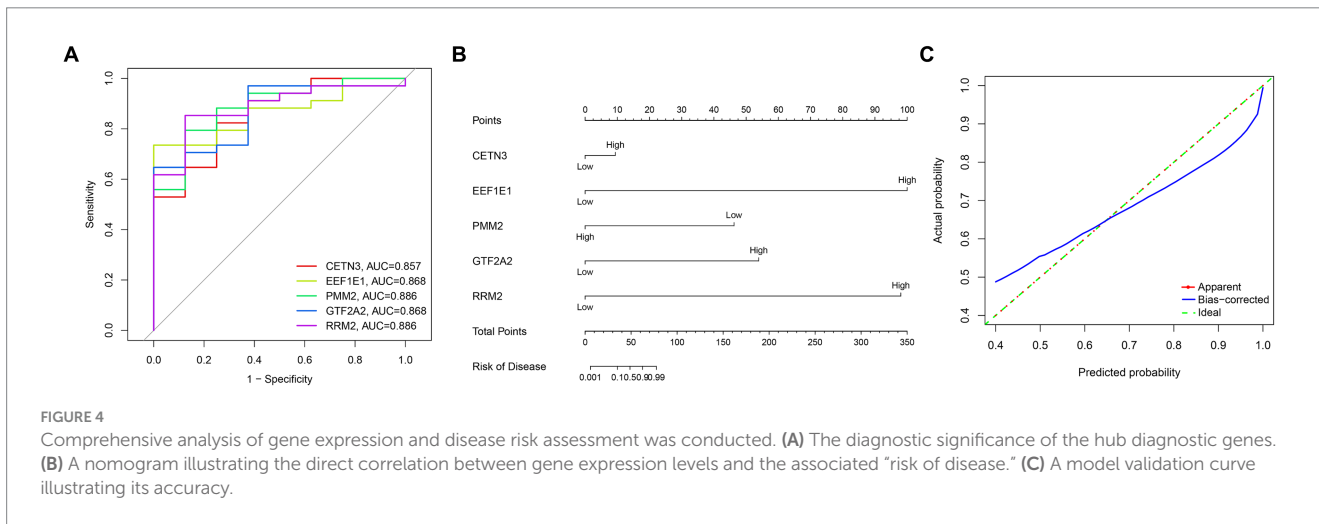 A
B
C
1.0
0.8
0.6
0.4
0.2
0.0
Sensitivity
CETN3, AUC=0.857
EEF1E1, AUC=0.868
PMM2, AUC=0.886
GTF2A2, AUC=0.868
RRM2, AUC=0.886
0.0 0.2 0.4 0.6 0.8 1.0
1 − Specificity
0 10 20 30 40 50 60 70 80 90 100
Points
High
CETN3
Low
High
EEF1E1
Low
Low
PMM2
High
High
GTF2A2
Low
High
RRM2
Low
Total Points
0 50 100 150 200 250 300 350
Risk of Disease
0.001 0.10.50.90.99
1.0
0.9
0.8
0.7
0.6
0.5
0.4
Actual probability
Apparent
Bias−corrected
Ideal
0.4 0.5 0.6 0.7 0.8 0.9 1.0
Predicted probability
FIGURE 4
Comprehensive analysis of gene expression and disease risk assessment was conducted. (A) The diagnostic significance of the hub diagnostic genes.
(B) A nomogram illustrating the direct correlation between gene expression levels and the associated “risk of disease.” (C) A model validation curve
illustrating its accuracy.